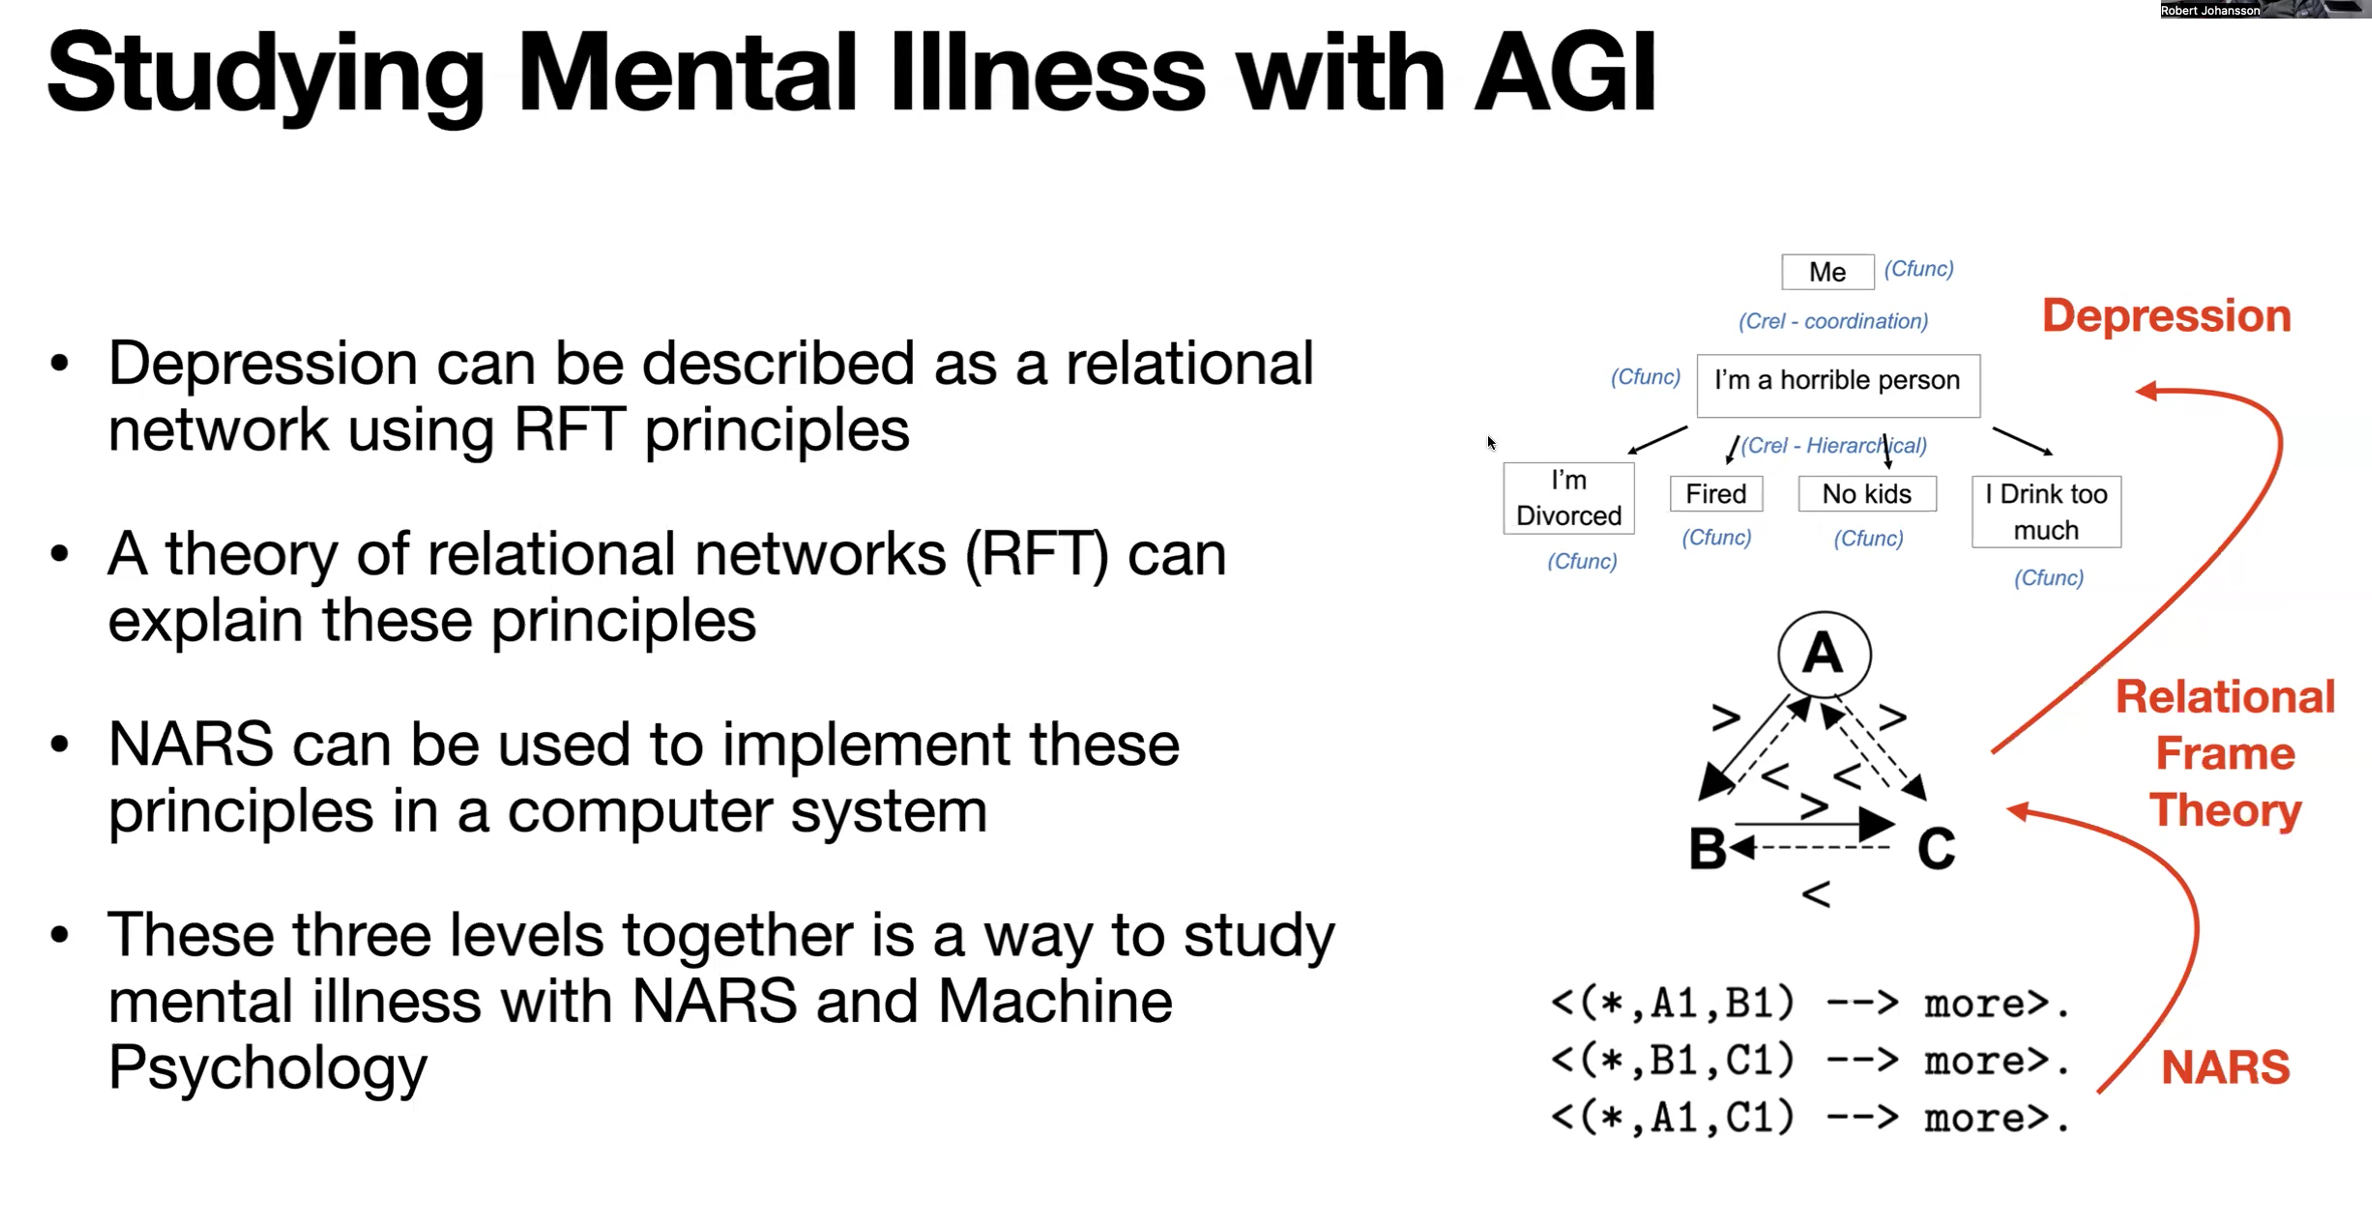 Robert Johansson
Studying Mental Illness with AGI
• Depression can be described as a relational
network using RFT principles
• A theory of relational networks (RFT) can
explain these principles
• NARS can be used to implement these
principles in a computer system
• These three levels together is a way to study
mental illness with NARS and Machine
Psychology
Me (Cfunc)
(Crel - coordination)
Depression
(Cfunc) I'm a horrible person
(Crel - Hierarchical)
I'm
Divorced
(Cfunc)
Fired
(Cfunc)
No kids
(Cfunc)
I Drink too
much
(Cfunc)
A
> >
< <
>
B C
<
Relational
Frame
Theory
<(*,A1,B1) --> more>.
<(*,B1,C1) --> more>.
<(*,A1,C1) --> more>.
NARS